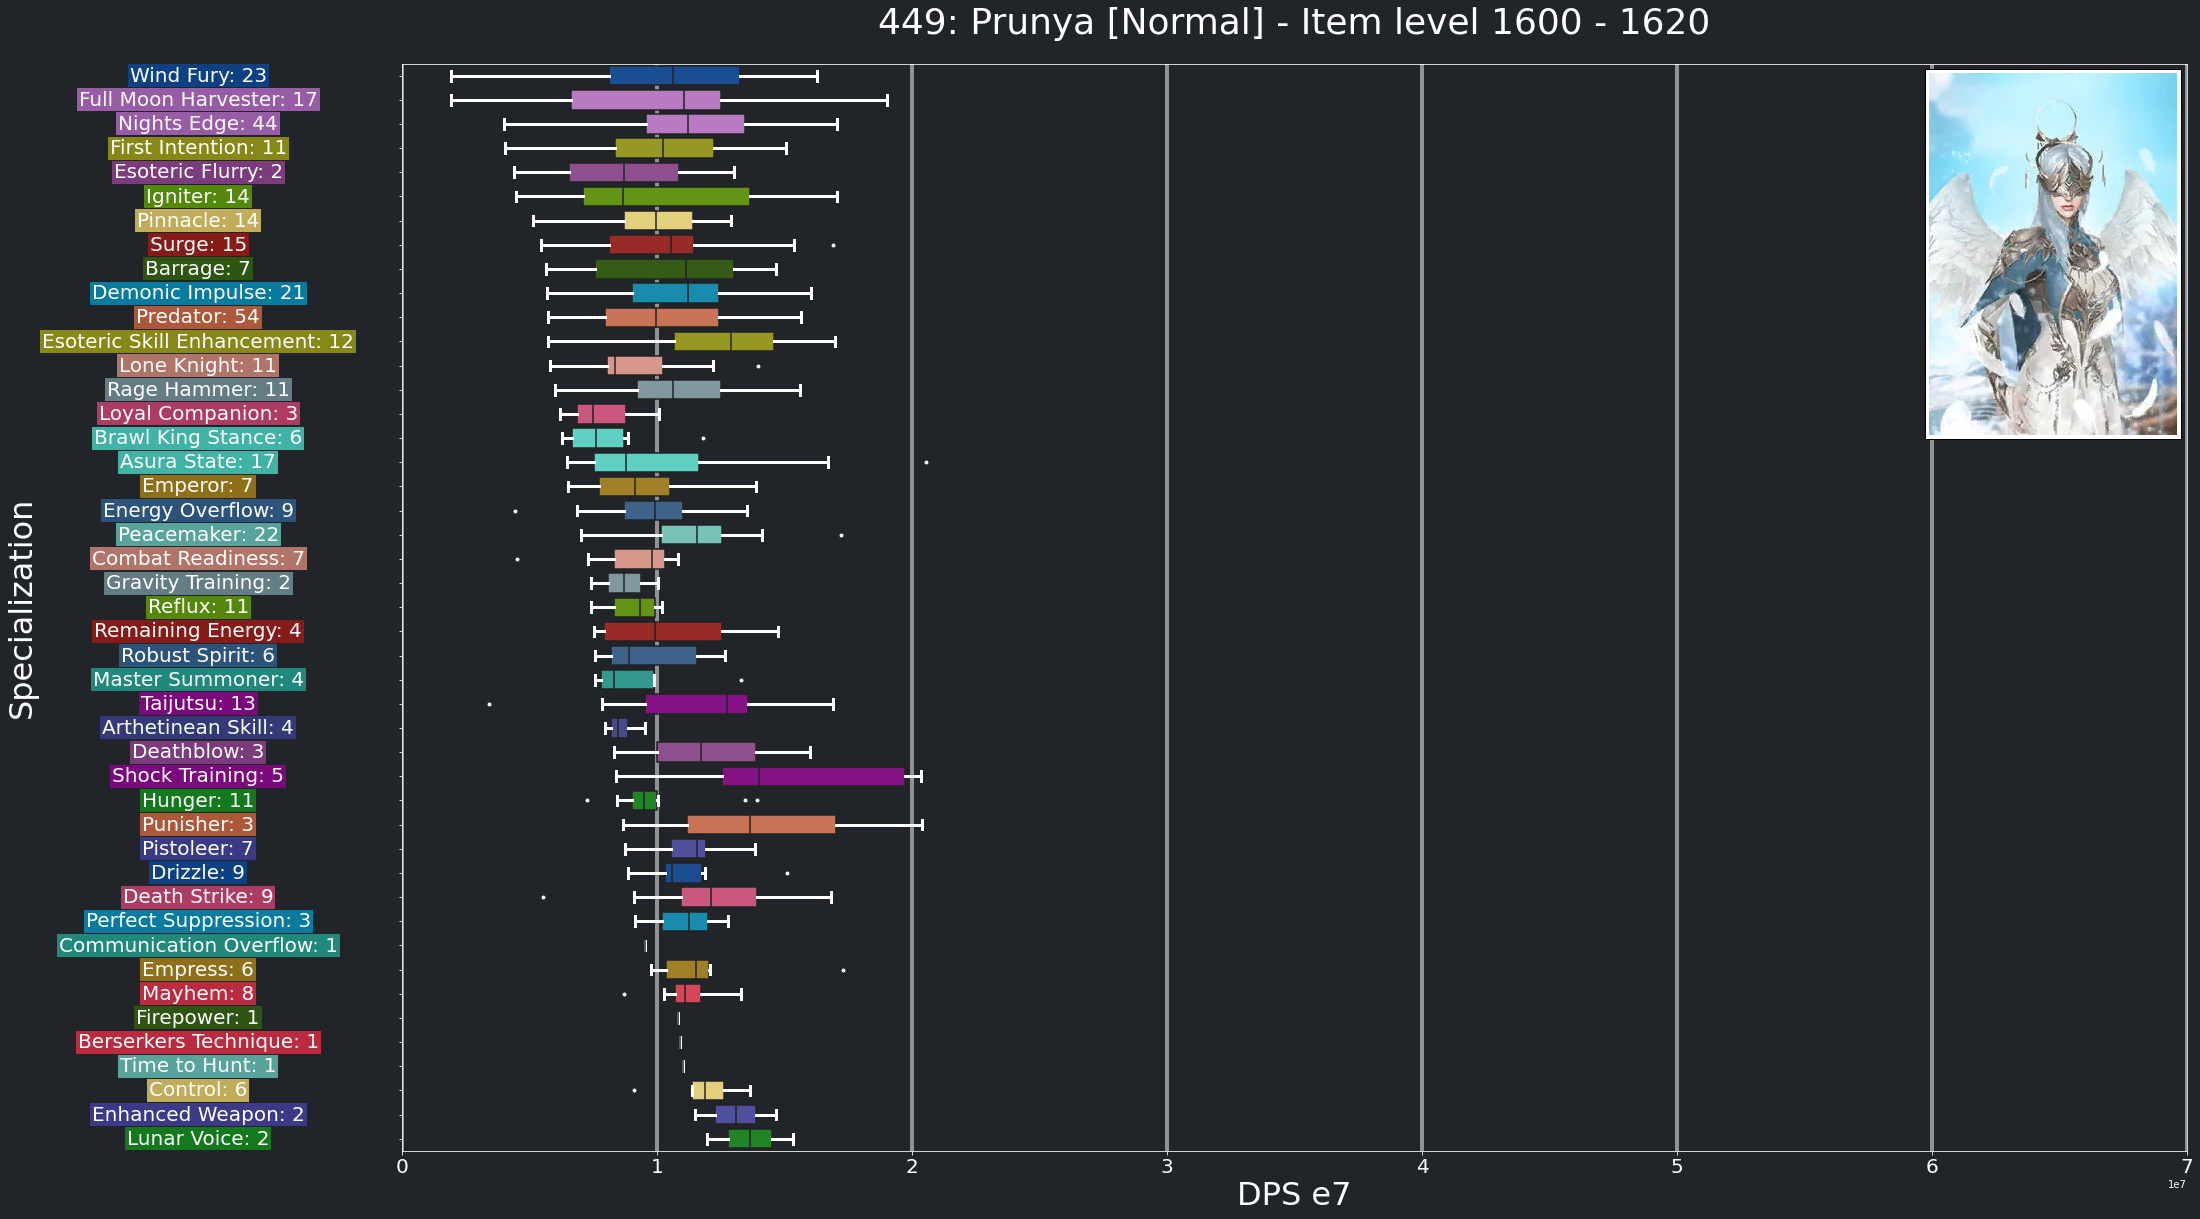 449: Prunya [Normal] - Item level 1600 - 1620
Specialization
Wind Fury: 23
Full Moon Harvester: 17
Nights Edge: 44
First Intention: 11
Esoteric Flurry: 2
Igniter: 14
Pinnacle: 14
Surge: 15
Barrage: 7
Demonic Impulse: 21
Predator: 54
Esoteric Skill Enhancement: 12
Lone Knight: 11
Rage Hammer: 11
Loyal Companion: 3
Brawl King Stance: 6
Asura State: 17
Emperor: 7
Energy Overflow: 9
Peacemaker: 22
Combat Readiness: 7
Gravity Training: 2
Reflux: 11
Remaining Energy: 4
Robust Spirit: 6
Master Summoner: 4
Taijutsu: 13
Arthetinean Skill: 4
Deathblow: 3
Shock Training: 5
Hunger: 11
Punisher: 3
Pistoleer: 7
Drizzle: 9
Death Strike: 9
Perfect Suppression: 3
Communication Overflow: 1
Empress: 6
Mayhem: 8
Firepower: 1
Berserkers Technique: 1
Time to Hunt: 1
Control: 6
Enhanced Weapon: 2
Lunar Voice: 2
0 1 2 3 4 5 6 7
1e7
DPS e7